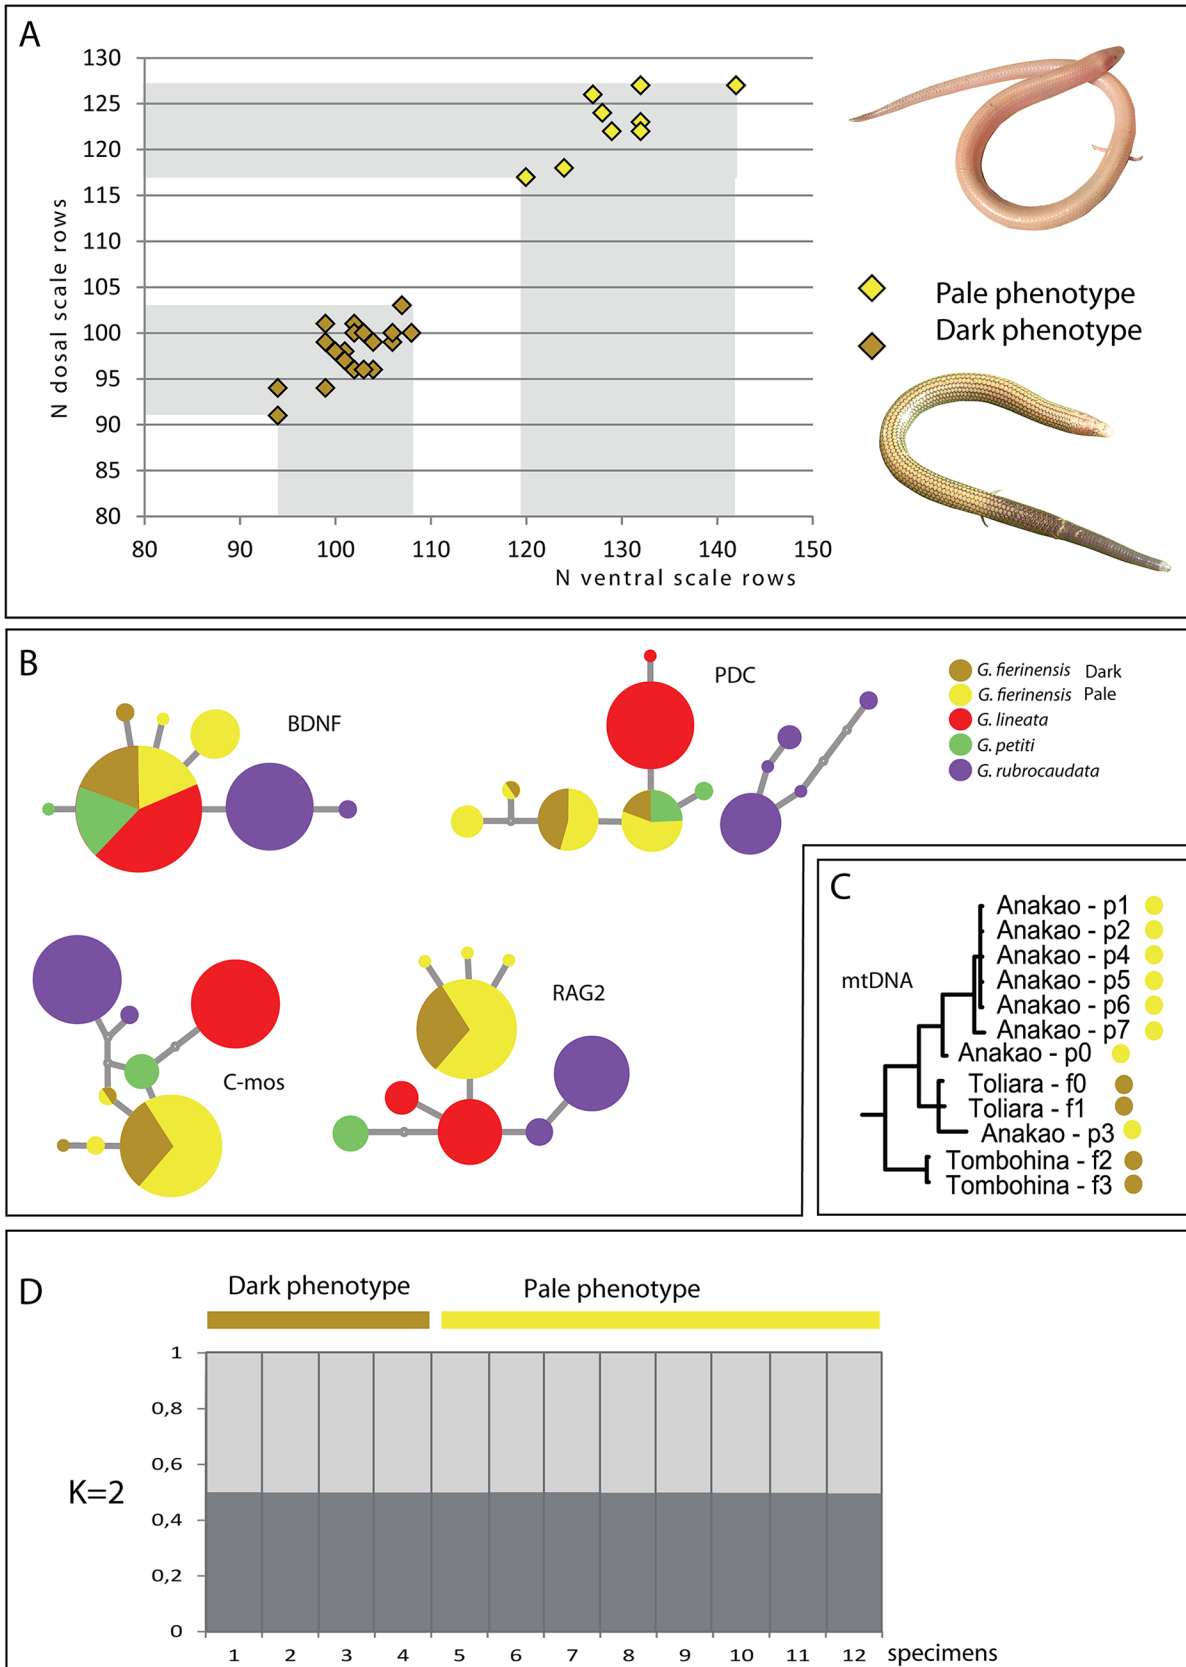 A
130
125
120
115
110
105
100
95
90
85
80
N dosal scale rows
80 90 100 110 120 130 140 150
N ventral scale rows
Pale phenotype
Dark phenotype
B
BDNF
PDC
C-mos
RAG2
G. fierinensis Dark
G. fierinensis Pale
G. lineata
G. petiti
G. rubrocaudata
C
mtDNA
Anakao - p1
Anakao - p2
Anakao - p4
Anakao - p5
Anakao - p6
Anakao - p7
Anakao - p0
Toliara - f0
Toliara - f1
Anakao - p3
Tombohina - f2
Tombohina - f3
D
Dark phenotype Pale phenotype
1
0,8
0,6
0,4
0,2
0
K=2
1 2 3 4 5 6 7 8 9 10 11 12 specimens